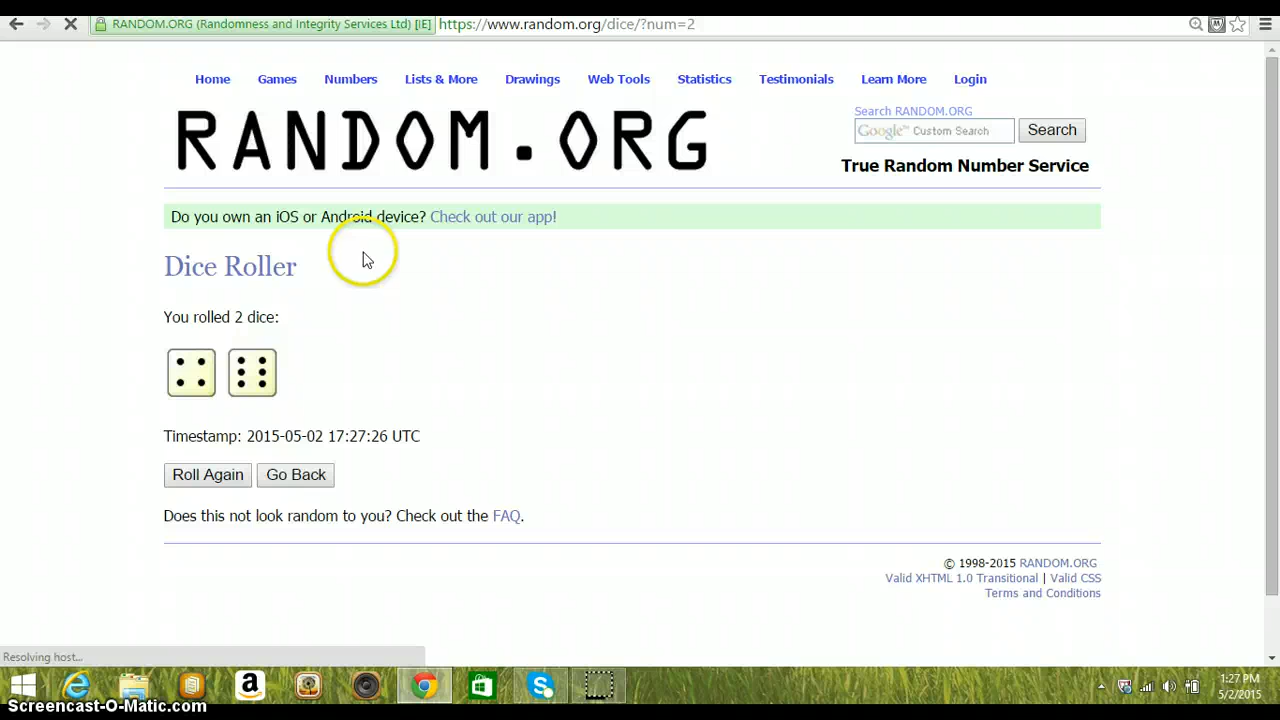 RANDOM.ORG (Randomness and Integrity Services Ltd) [IE] https://www.random.org/dice/?num=2
Home Games Numbers Lists & More Drawings Web Tools Statistics Testimonials Learn More Login
RANDOM.ORG
Search RANDOM.ORG
Google™ Custom Search Search
True Random Number Service
Do you own an iOS or Android device? Check out our app!
Dice Roller
You rolled 2 dice:
Timestamp: 2015-05-02 17:27:26 UTC
Roll Again Go Back
Does this not look random to you? Check out the FAQ.
© 1998-2015 RANDOM.ORG
Valid XHTML 1.0 Transitional | Valid CSS
Terms and Conditions
Resolving host...
a
S
1:27 PM
5/2/2015
Screencast-O-Matic.com